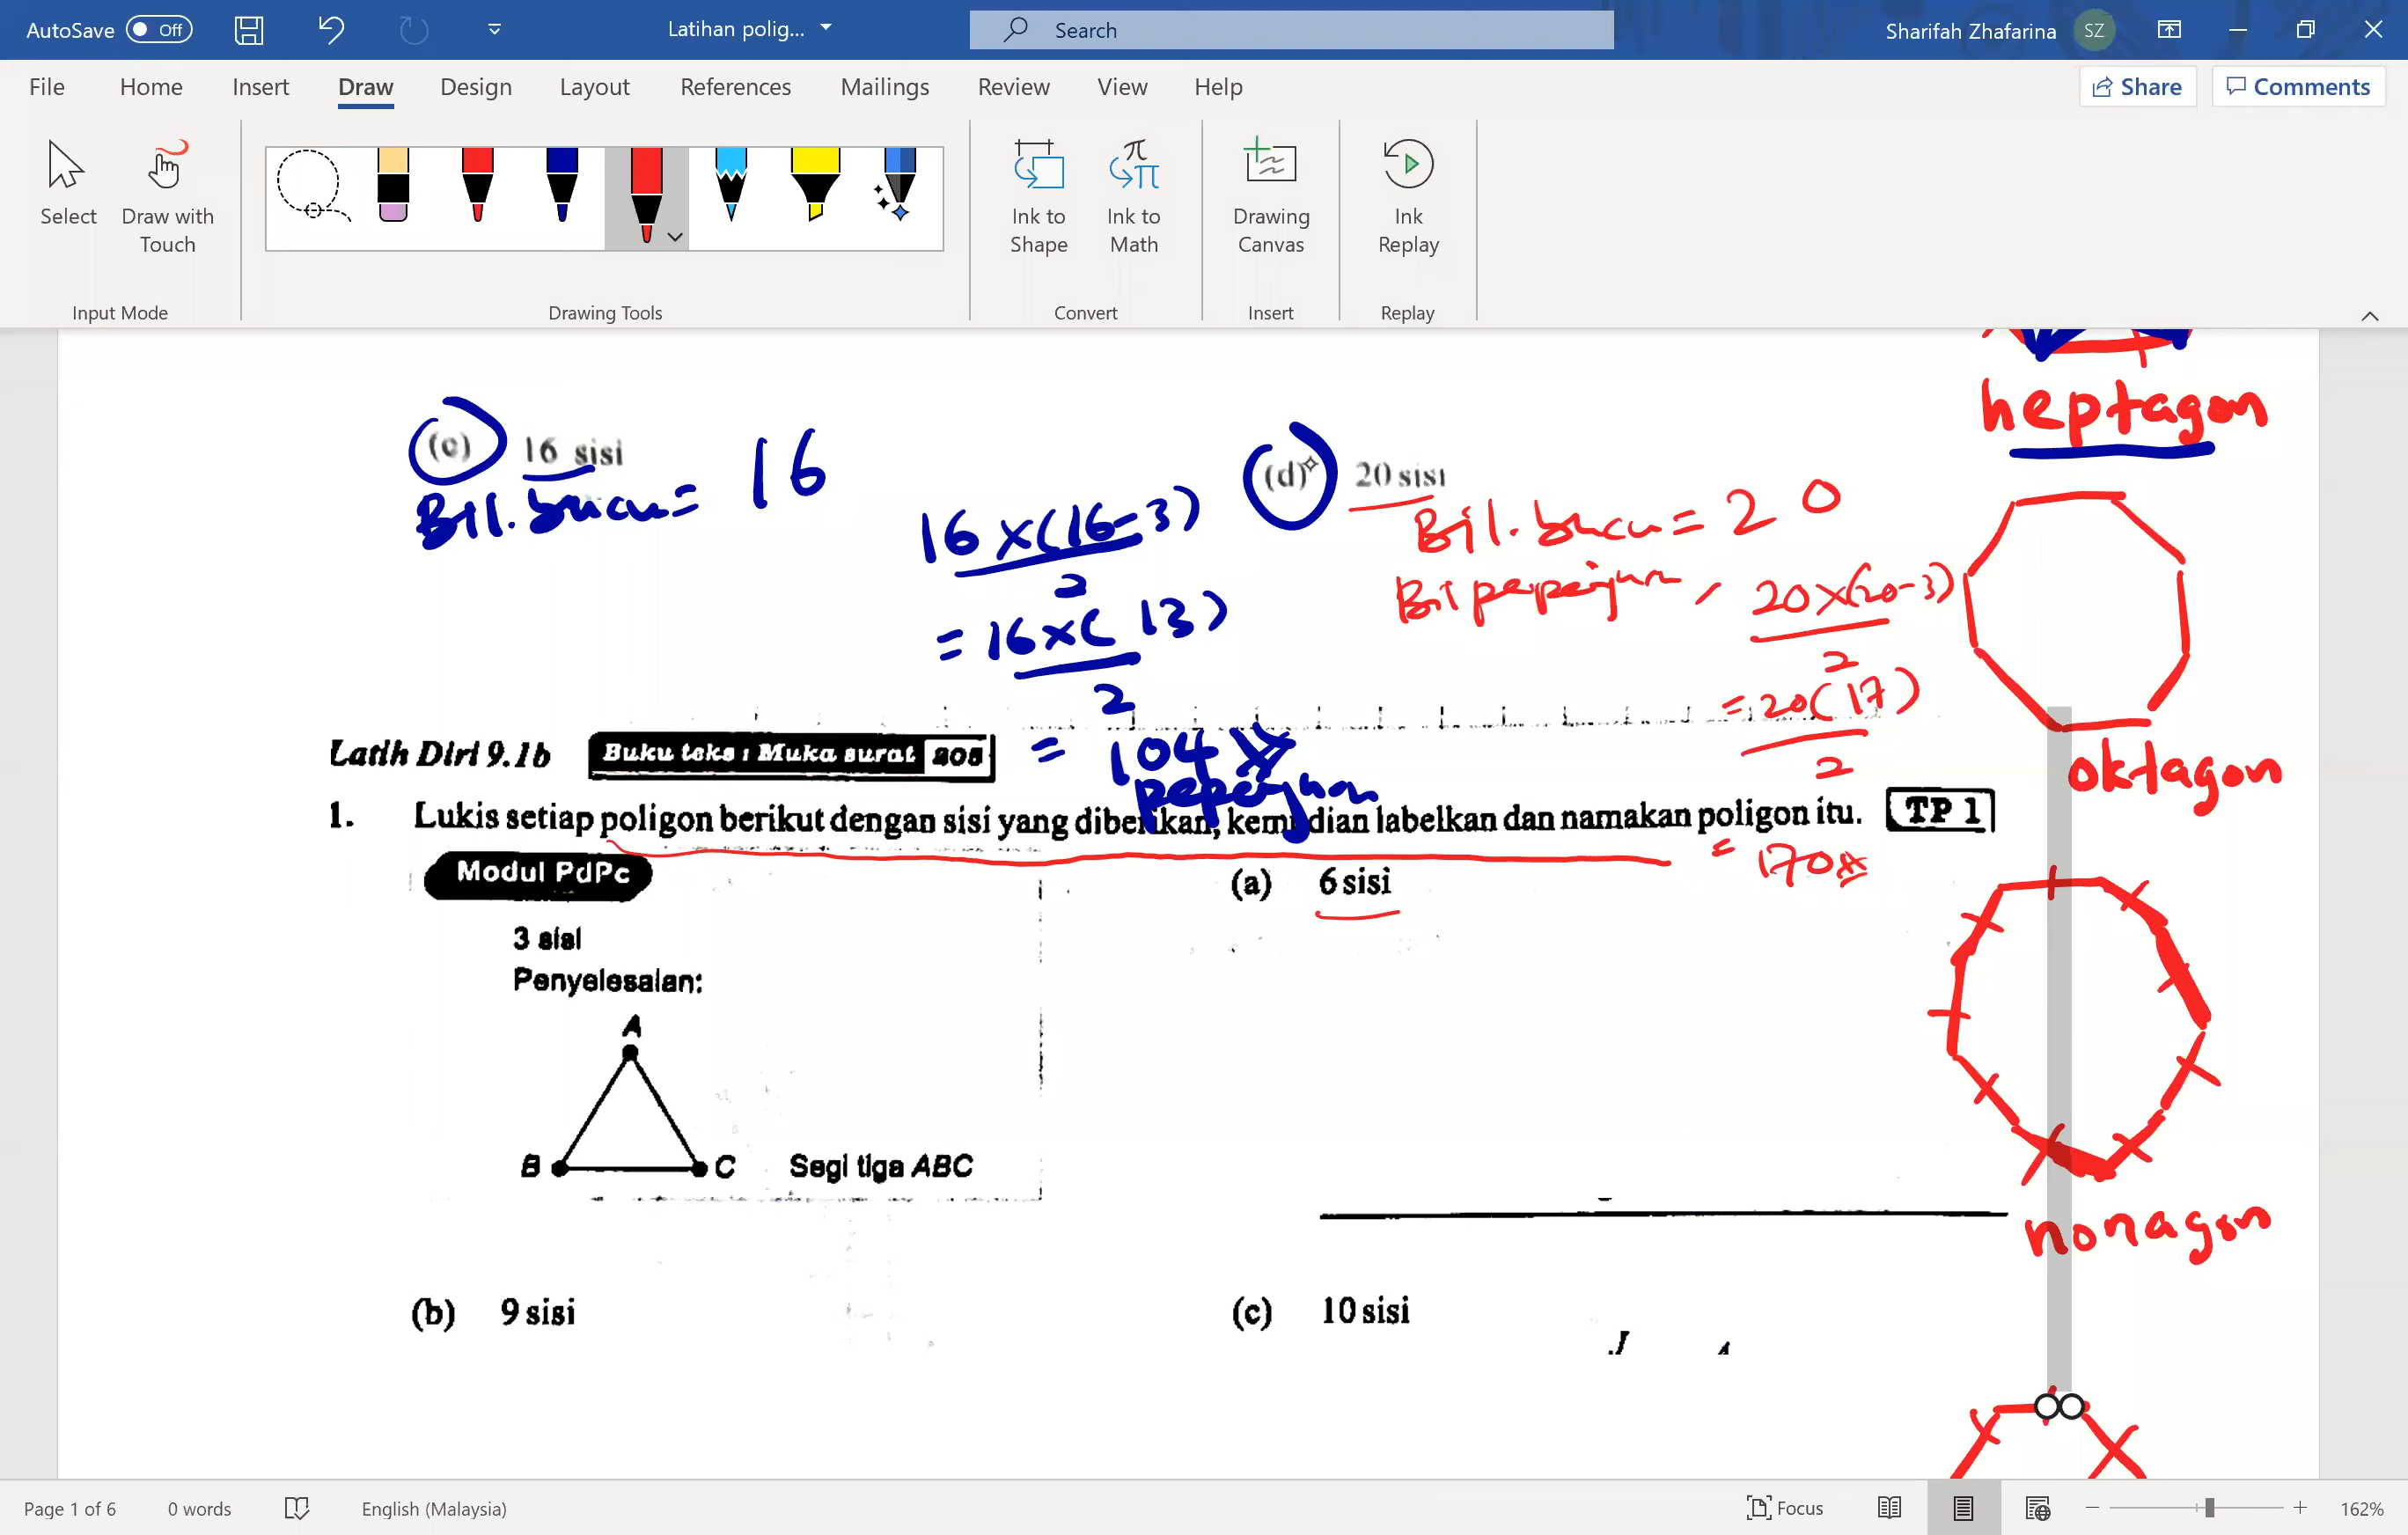 AutoSave Off Latihan polig... Search Sharifah Zhafarina SZ
File Home Insert Draw Design Layout References Mailings Review View Help Share Comments
Select Draw with Touch Ink to Shape Ink to Math Drawing Canvas Ink Replay
Input Mode Drawing Tools Convert Insert Replay
heptagon
(c) 16 sisi
Bil. bucu = 16
16 x (16-3)
2
= 16 x ( 13)
2
= 104
pepenjuru
(d) 20 sisi
Bil. bucu = 20
Bil pepenjuru = 20 x (20-3)
2
= 20(17)
2
= 170
oktagon
Latih Diri 9.1b Buku teks : Muka surat 205
1. Lukis setiap poligon berikut dengan sisi yang diberikan, kemudian labelkan dan namakan poligon itu. TP 1
Modul PdPc
3 sisi
Penyelesaian:
A
B C Segi tiga ABC
(a) 6 sisi
nonagon
(b) 9 sisi
(c) 10 sisi
J
Page 1 of 6 0 words English (Malaysia) Focus 162%